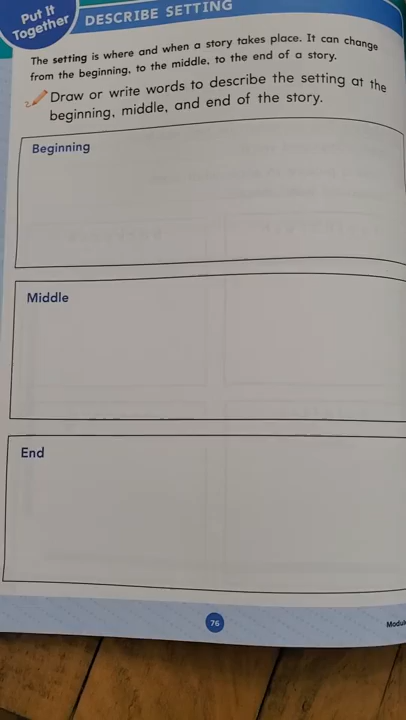 Put It
Together
DESCRIBE SETTING
The setting is where and when a story takes place. It can change
from the beginning, to the middle, to the end of a story.
Draw or write words to describe the setting at the
beginning, middle, and end of the story.
Beginning
Middle
End
76